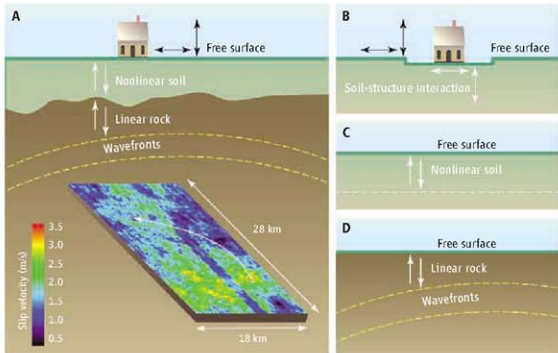 A
Free surface
Nonlinear soil
Linear rock
Wavefronts
28 km
18 km
Slip velocity (m/s)
3.5
3.0
2.5
2.0
1.5
1.0
0.5
B
Free surface
Soil-structure interaction
C
Free surface
Nonlinear soil
D
Free surface
Linear rock
Wavefronts